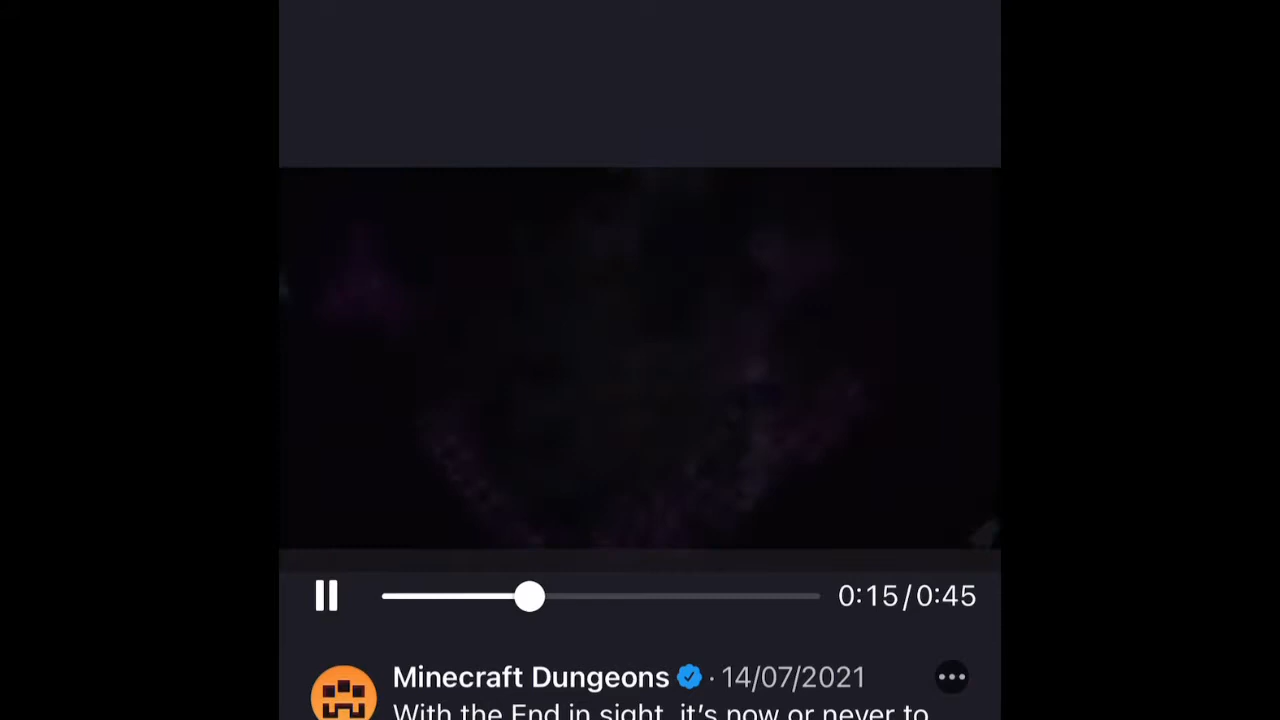 0:15/0:45
Minecraft Dungeons · 14/07/2021
With the End in sight, it's now or never to